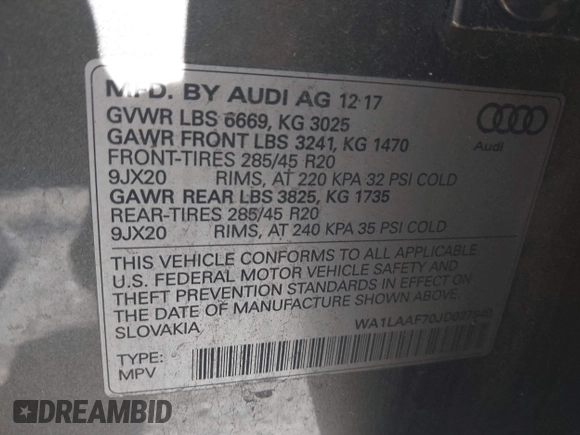 MFD. BY AUDI AG 12-17
GVWR LBS 6669, KG 3025
GAWR FRONT LBS 3241, KG 1470
FRONT-TIRES 285/45 R20
9JX20 RIMS, AT 220 KPA 32 PSI COLD
GAWR REAR LBS 3825, KG 1735
REAR-TIRES 285/45 R20
9JX20 RIMS, AT 240 KPA 35 PSI COLD
Audi
THIS VEHICLE CONFORMS TO ALL APPLICABLE
U.S. FEDERAL MOTOR VEHICLE SAFETY AND
THEFT PREVENTION STANDARDS IN EFFECT ON
THE DATE OF MANUFACTURE SHOWN ABOVE.
SLOVAKIA
TYPE:
MPV
DREAMBID